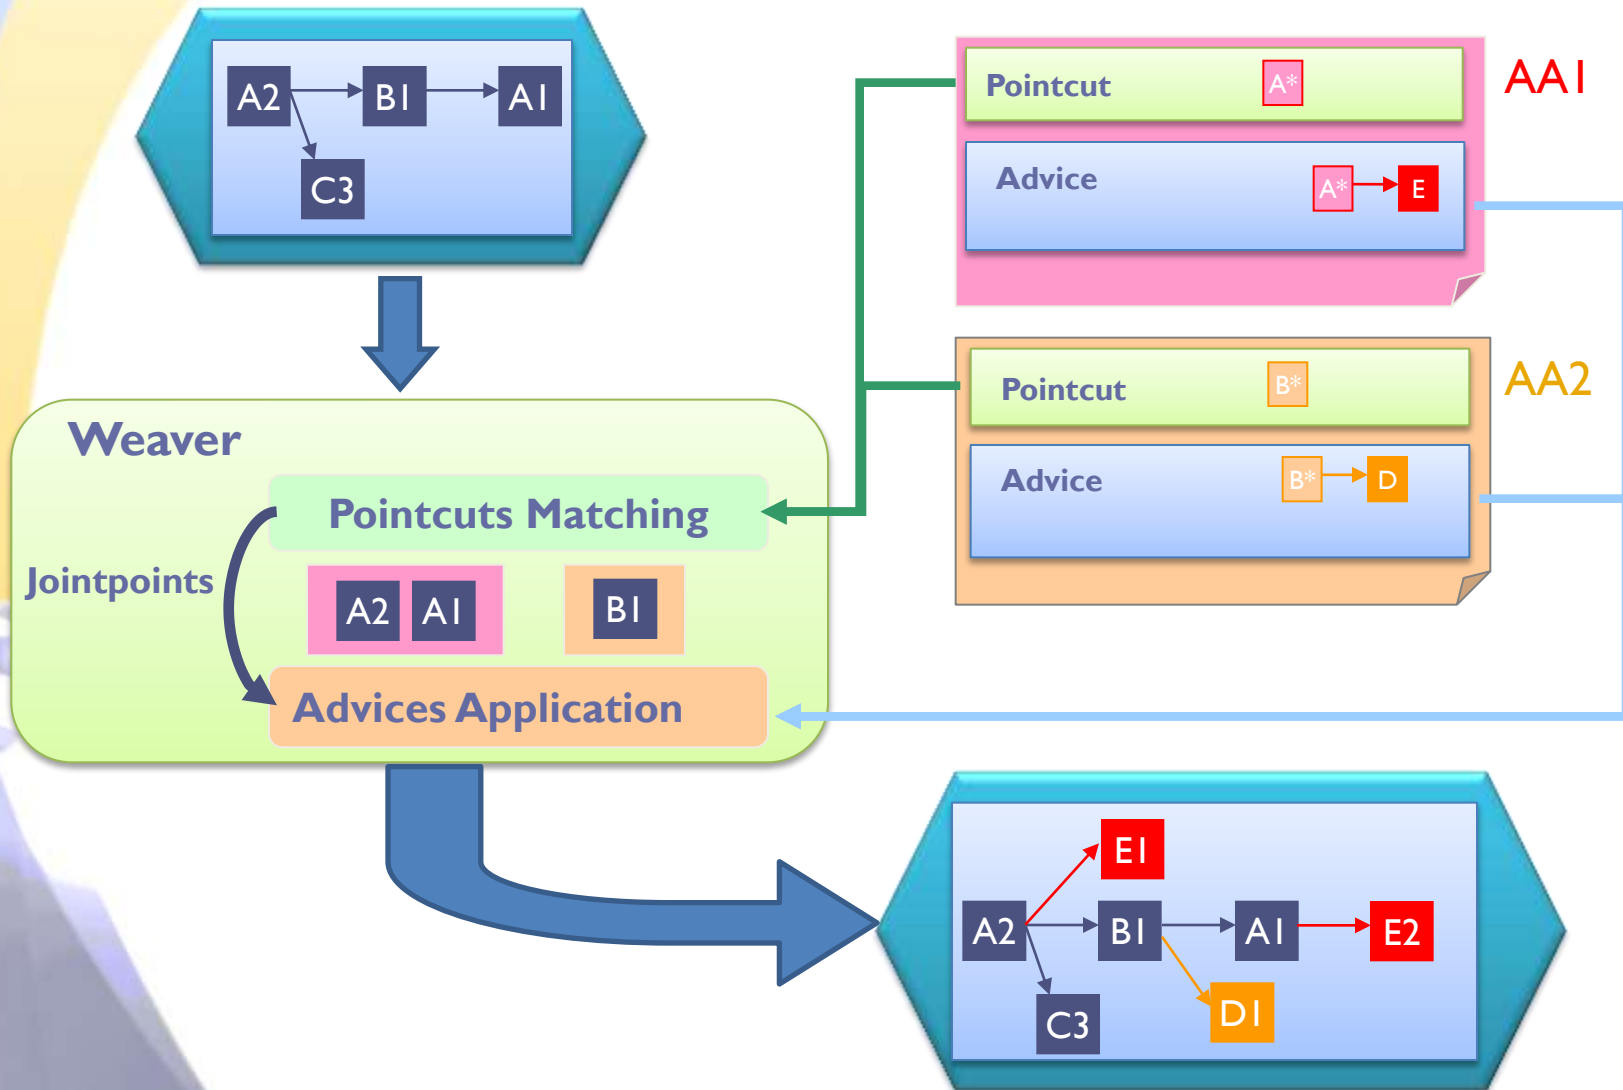 A2
B1
A1
C3
Pointcut
A*
AA1
Advice
A*
E
Pointcut
B*
AA2
Advice
B*
D
Weaver
Pointcuts Matching
Jointpoints
A2
A1
B1
Advices Application
E1
A2
B1
A1
E2
C3
D1